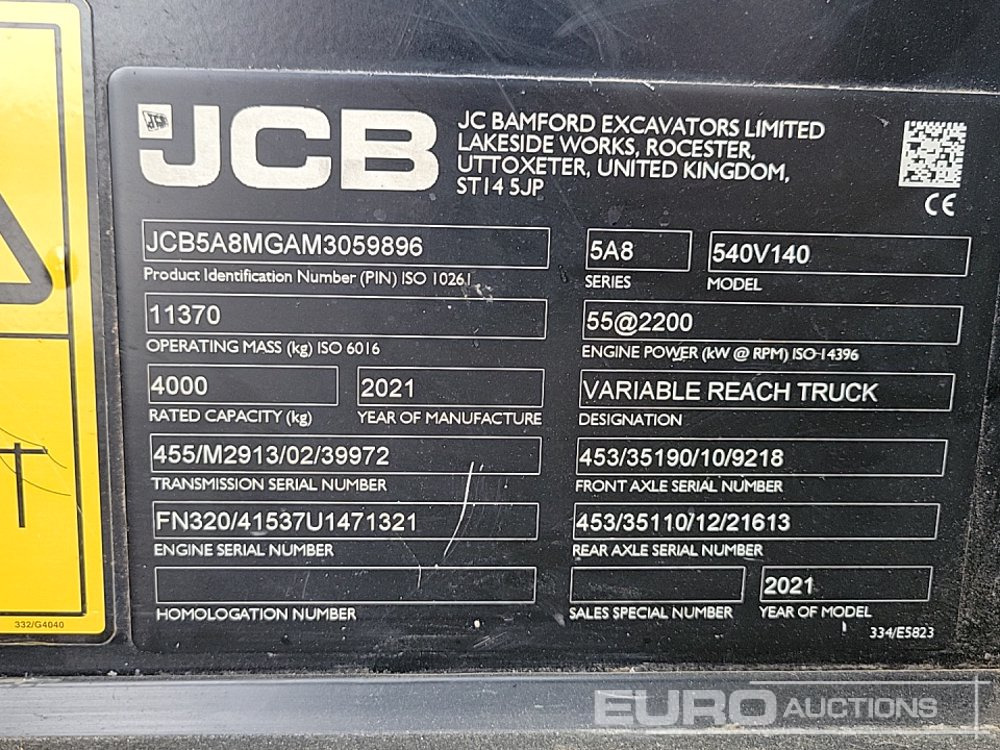 JCB
JC BAMFORD EXCAVATORS LIMITED
LAKESIDE WORKS, ROCESTER,
UTTOXETER, UNITED KINGDOM,
ST14 5JP
CE
JCB5A8MGAM3059896
Product Identification Number (PIN) ISO 10261
5A8
SERIES
540V140
MODEL
11370
OPERATING MASS (kg) ISO 6016
55@2200
ENGINE POWER (kW @ RPM) ISO 14396
4000
RATED CAPACITY (kg)
2021
YEAR OF MANUFACTURE
VARIABLE REACH TRUCK
DESIGNATION
455/M2913/02/39972
TRANSMISSION SERIAL NUMBER
453/35190/10/9218
FRONT AXLE SERIAL NUMBER
FN320/41537U1471321
ENGINE SERIAL NUMBER
453/35110/12/21613
REAR AXLE SERIAL NUMBER
HOMOLOGATION NUMBER
SALES SPECIAL NUMBER
2021
YEAR OF MODEL
334/E5823
332/G4040
EURO AUCTIONS